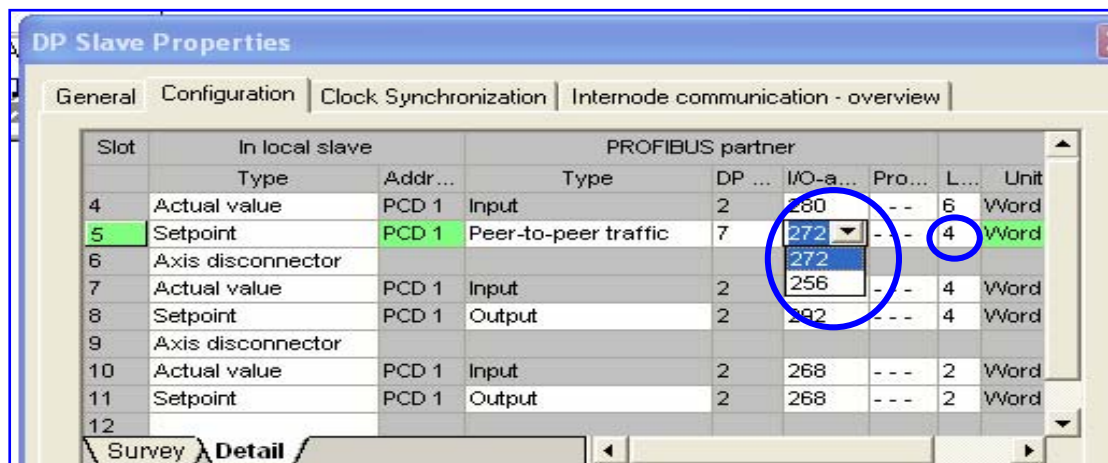 DP Slave Properties
General Configuration Clock Synchronization Internode communication - overview
Slot In local slave PROFIBUS partner
Type Addr... Type DP ... I/O-a... Pro... L... Unit
4 Actual value PCD 1 Input 2 280 - - - 6 Word
5 Setpoint PCD 1 Peer-to-peer traffic 7 272 - - - 4 Word
6 Axis disconnector 272
256
7 Actual value PCD 1 Input 2 - - - 4 Word
8 Setpoint PCD 1 Output 2 292 - - - 4 Word
9 Axis disconnector
10 Actual value PCD 1 Input 2 268 - - - 2 Word
11 Setpoint PCD 1 Output 2 268 - - - 2 Word
12
Survey Detail